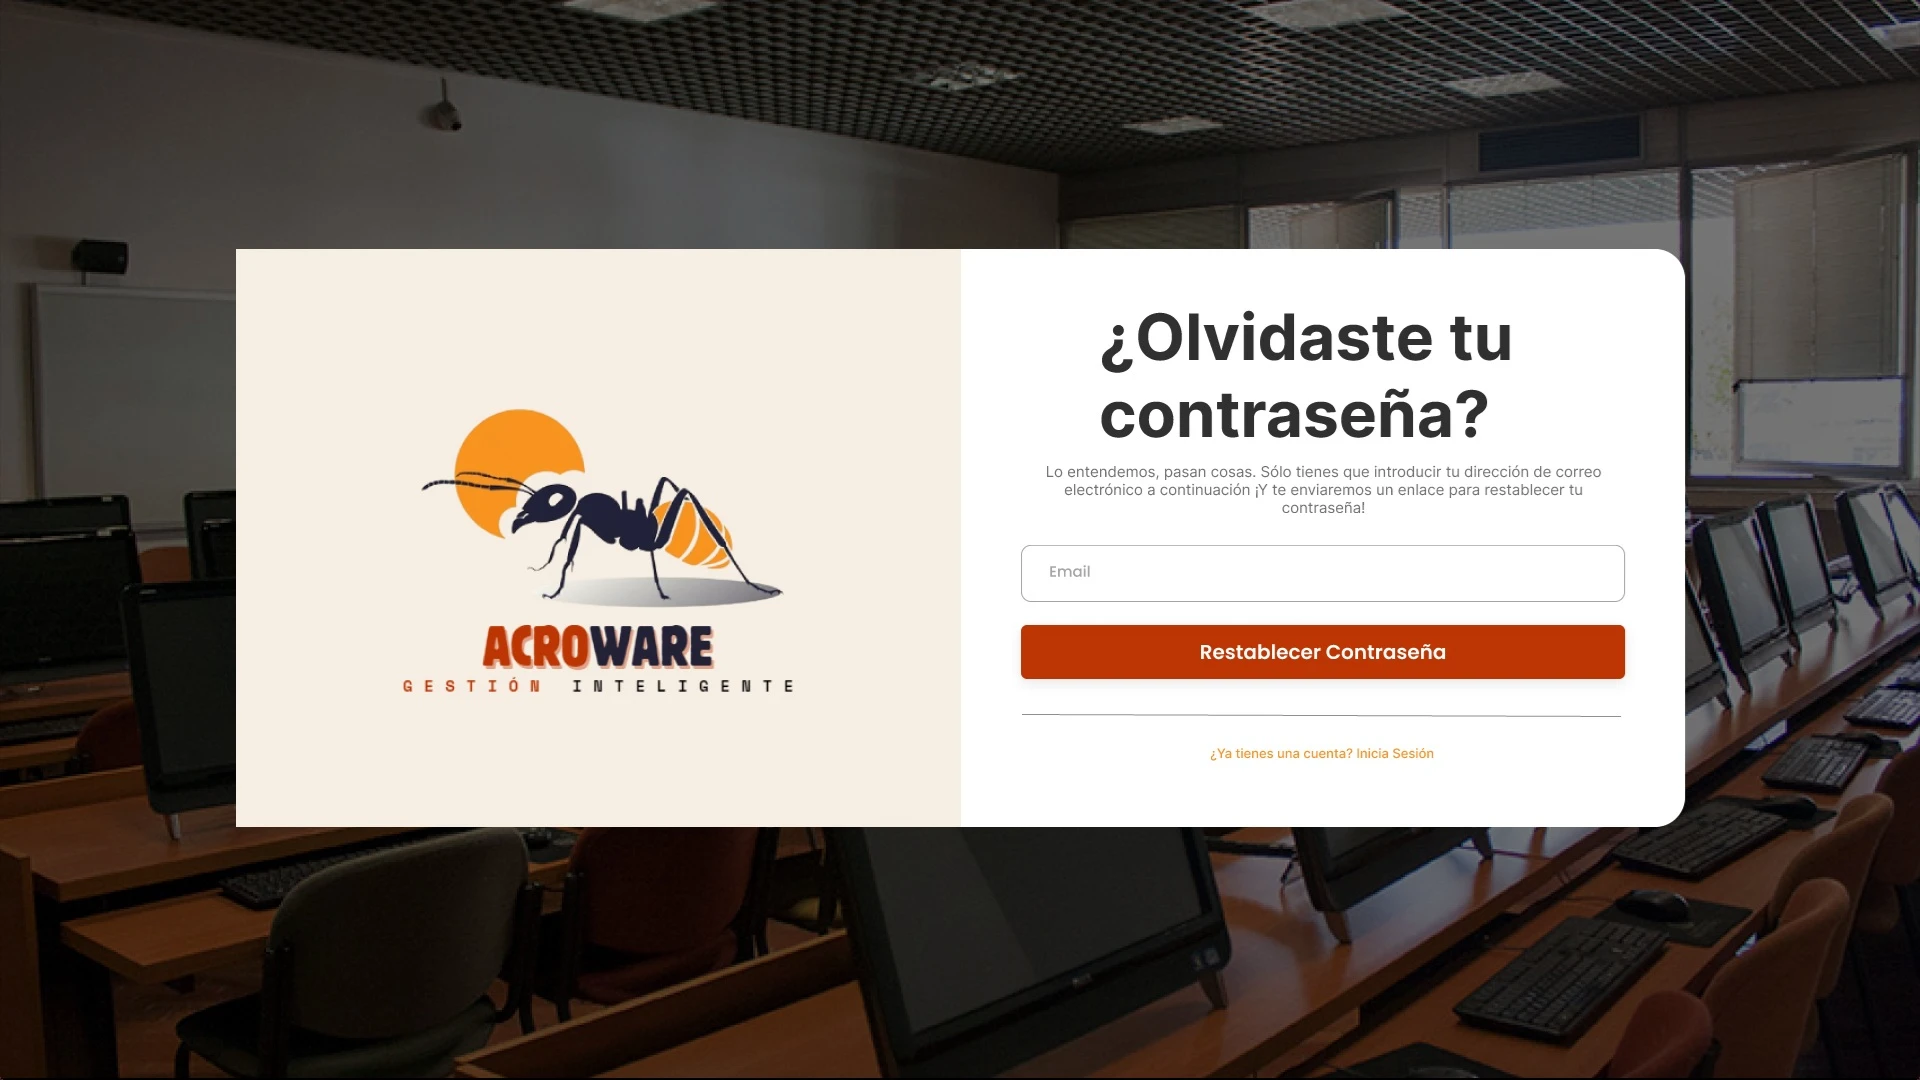 ACROWARE
GESTIÓN INTELIGENTE
¿Olvidaste tu
contraseña?
Lo entendemos, pasan cosas. Sólo tienes que introducir tu dirección de correo
electrónico a continuación ¡Y te enviaremos un enlace para restablecer tu
contraseña!
Email
Restablecer Contraseña
¿Ya tienes una cuenta? Inicia Sesión